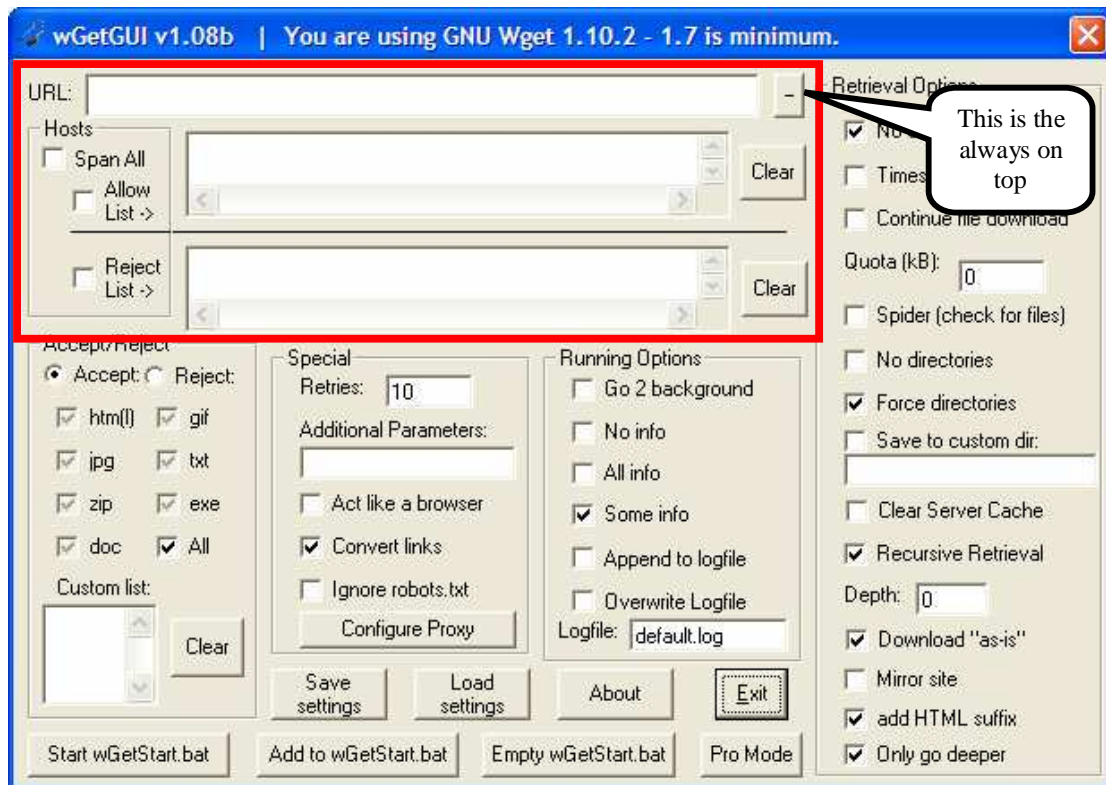 wGetGUI v1.08b | You are using GNU Wget 1.10.2 - 1.7 is minimum.
URL:
-
Hosts
Span All
Allow
List ->
Clear
Reject
List ->
Clear
This is the
always on
top
Retrieval Options
No
Times
Continue file download
Quota (kB):
0
Spider (check for files)
No directories
Force directories
Save to custom dir:
Clear Server Cache
Recursive Retrieval
Depth:
0
Download "as-is"
Mirror site
add HTML suffix
Only go deeper
Accept/Reject
Accept:
Reject:
htm(l)
gif
jpg
txt
zip
exe
doc
All
Custom list:
Clear
Special
Retries:
10
Additional Parameters:
Act like a browser
Convert links
Ignore robots.txt
Configure Proxy
Running Options
Go 2 background
No info
All info
Some info
Append to logfile
Overwrite Logfile
Logfile:
default.log
Save
settings
Load
settings
About
Exit
Start wGetStart.bat
Add to wGetStart.bat
Empty wGetStart.bat
Pro Mode